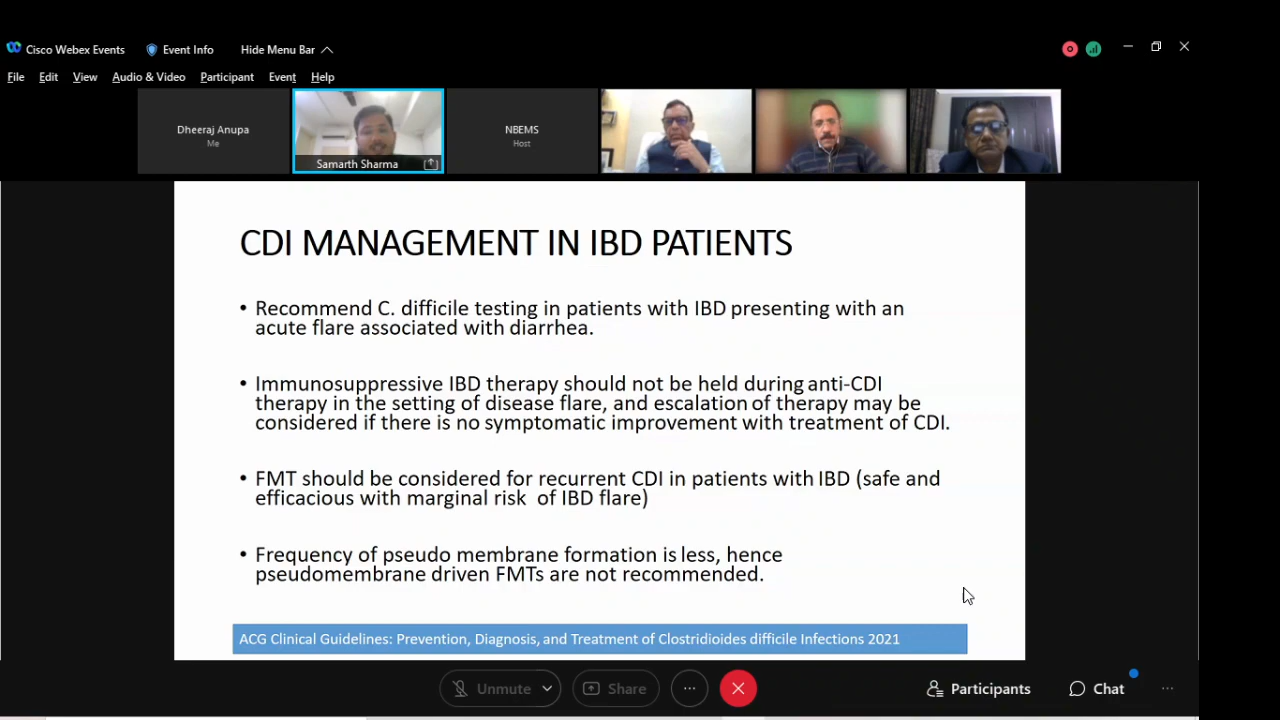 Cisco Webex Events
Event Info
Hide Menu Bar
File Edit View Audio & Video Participant Event Help
Dheeraj Anupa
Me
Samarth Sharma
NBEMS
Host
CDI MANAGEMENT IN IBD PATIENTS
• Recommend C. difficile testing in patients with IBD presenting with an
acute flare associated with diarrhea.
• Immunosuppressive IBD therapy should not be held during anti-CDI
therapy in the setting of disease flare, and escalation of therapy may be
considered if there is no symptomatic improvement with treatment of CDI.
• FMT should be considered for recurrent CDI in patients with IBD (safe and
efficacious with marginal risk of IBD flare)
• Frequency of pseudo membrane formation is less, hence
pseudomembrane driven FMTs are not recommended.
ACG Clinical Guidelines: Prevention, Diagnosis, and Treatment of Clostridioides difficile Infections 2021
Unmute
Share
Participants
Chat